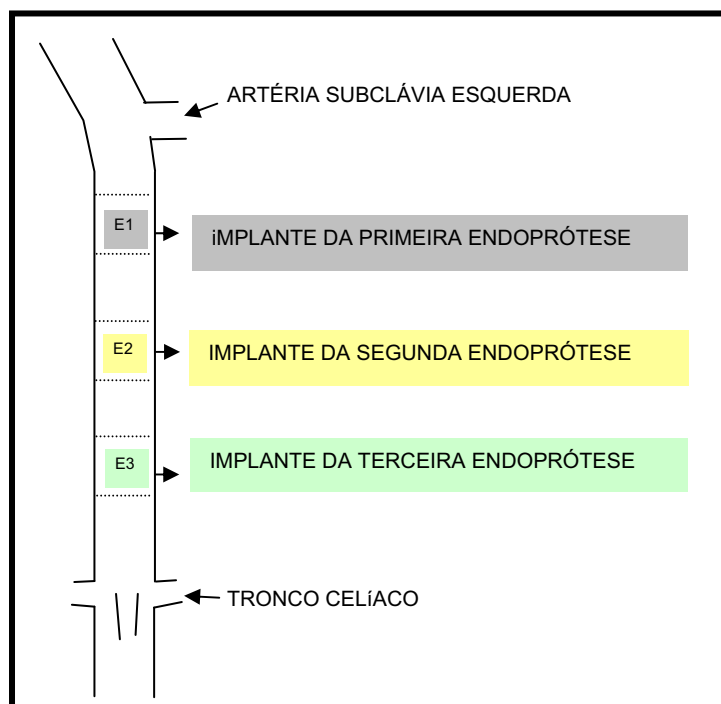 ARTÉRIA SUBCLÁVIA ESQUERDA
E1
iMPLANTE DA PRIMEIRA ENDOPRÓTESE
E2
IMPLANTE DA SEGUNDA ENDOPRÓTESE
E3
IMPLANTE DA TERCEIRA ENDOPRÓTESE
TRONCO CELíACO